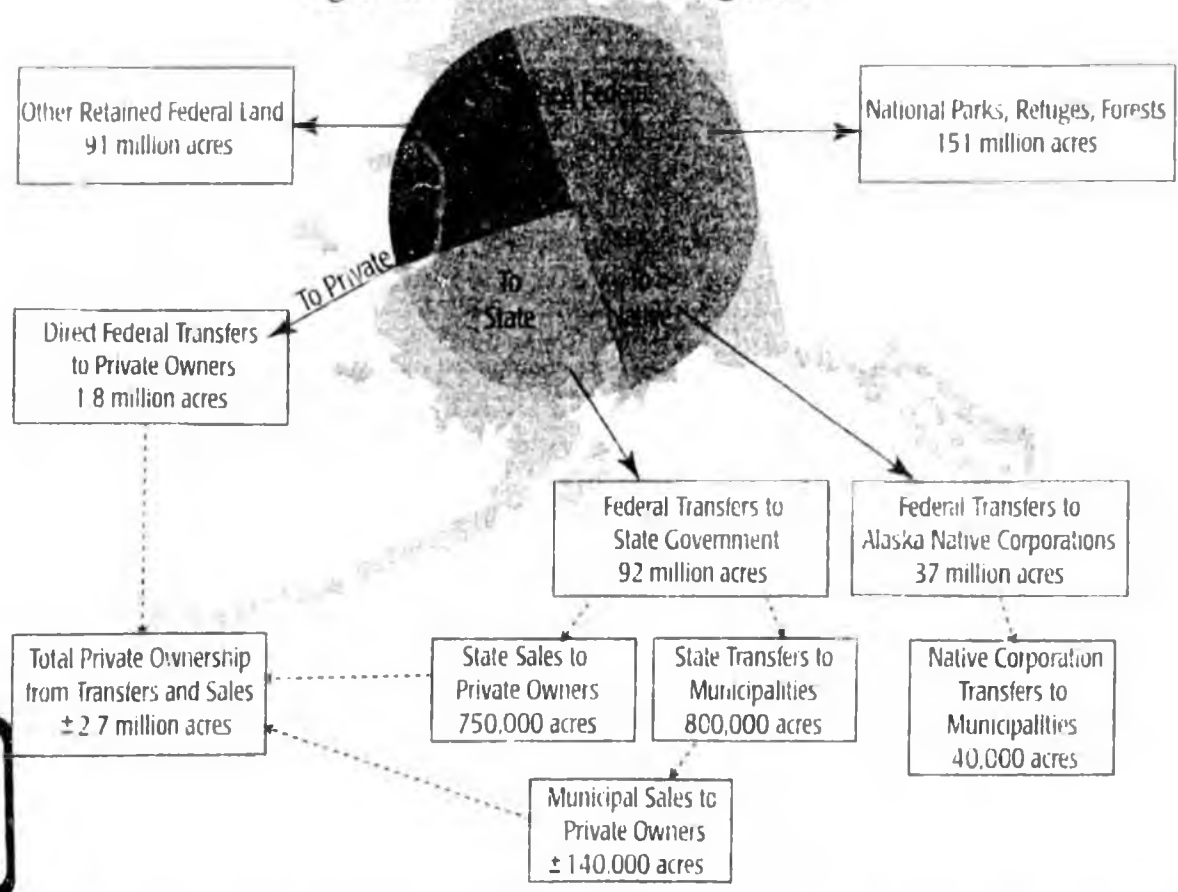 Federal
Other Retained Federal Land
91 million acres
National Parks, Refuges, Forests
151 million acres
To Private
To
State
To
Native
Direct Federal Transfers
to Private Owners
1.8 million acres
Federal Transfers to
State Government
92 million acres
Federal Transfers to
Alaska Native Corporations
37 million acres
Total Private Ownership
from Transfers and Sales
±2.7 million acres
State Sales to
Private Owners
750,000 acres
State Transfers to
Municipalities
800,000 acres
Native Corporation
Transfers to
Municipalities
40,000 acres
Municipal Sales to
Private Owners
±140,000 acres